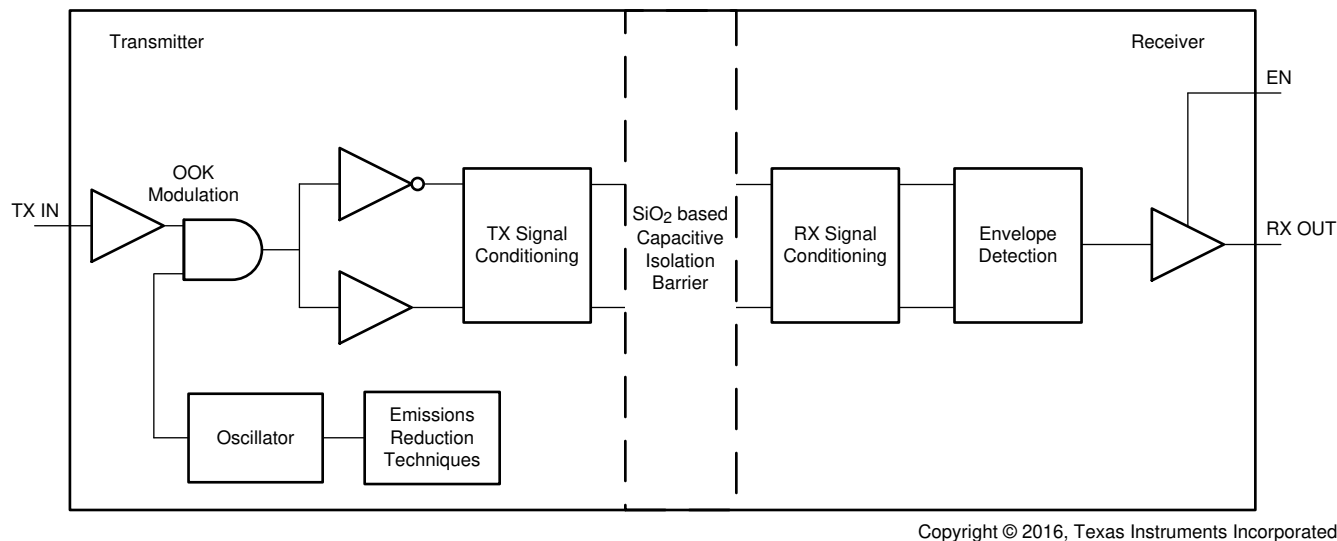 Transmitter
Receiver
EN
OOK
Modulation
TX IN
TX Signal
Conditioning
SiO2 based
Capacitive
Isolation
Barrier
RX Signal
Conditioning
Envelope
Detection
RX OUT
Oscillator
Emissions
Reduction
Techniques
Copyright © 2016, Texas Instruments Incorporated